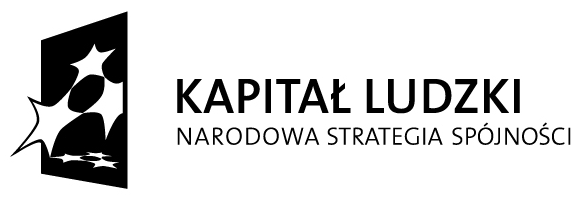 KAPITAŁ LUDZKI
NARODOWA STRATEGIA SPÓJNOŚCI